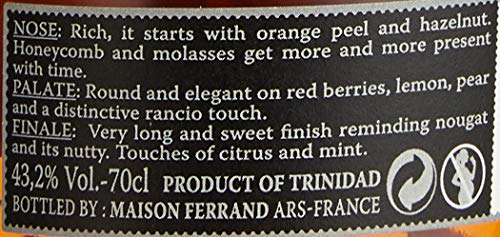 NOSE: Rich, it starts with orange peel and hazelnut.
Honeycomb and molasses get more and more present
with time.
PALATE: Round and elegant on red berries, lemon, pear
and a distinctive rancio touch.
FINALE: Very long and sweet finish reminding nougat
and its nutty. Touches of citrus and mint.
43,2% Vol.-70cl PRODUCT OF TRINIDAD
BOTTLED BY : MAISON FERRAND ARS-FRANCE